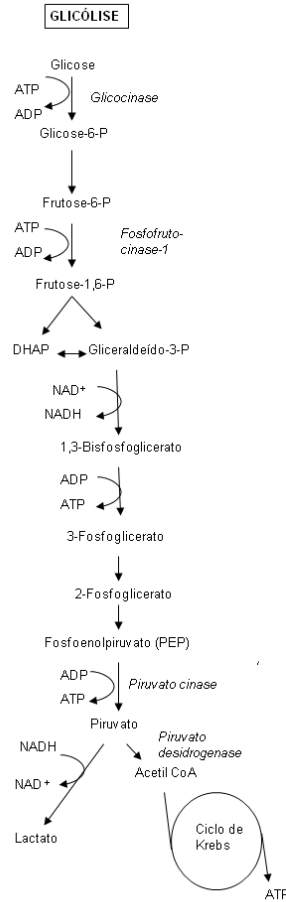 GLICÓLISE
Glicose
ATP
Glicocinase
ADP
Glicose-6-P
Frutose-6-P
ATP
Fosfofruto-
cinase-1
ADP
Frutose-1,6-P
DHAP
Gliceraldeído-3-P
NAD+
NADH
1,3-Bisfosfoglicerato
ADP
ATP
3-Fosfoglicerato
2-Fosfoglicerato
Fosfoenolpiruvato (PEP)
ADP
Piruvato cinase
ATP
Piruvato
Piruvato
desidrogenase
NADH
Acetil CoA
NAD+
Lactato
Ciclo de
Krebs
ATP